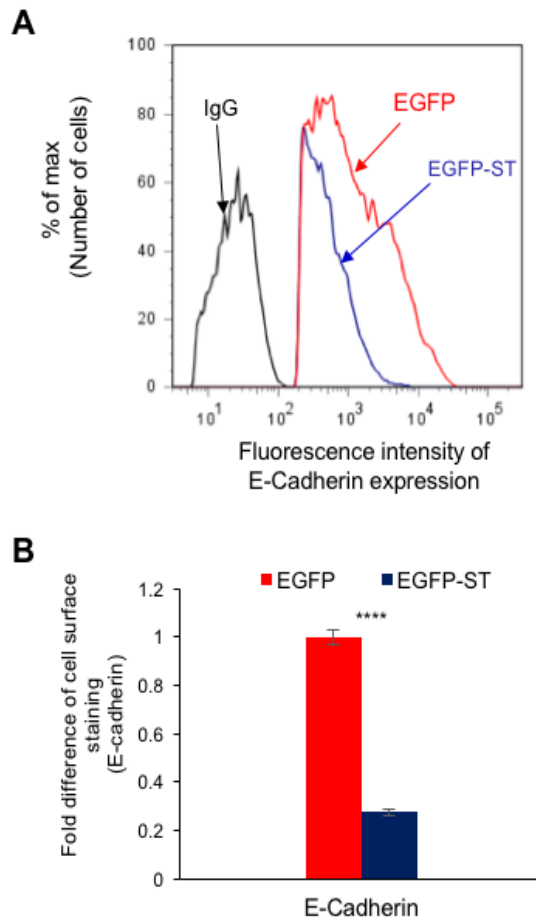 A
% of max
(Number of cells)
100
80
60
40
20
0
IgG
EGFP
EGFP-ST
10¹ 10² 10³ 10⁴ 10⁵
Fluorescence intensity of
E-Cadherin expression
B
EGFP EGFP-ST
Fold difference of cell surface
staining
(E-cadherin)
1.2
1
0.8
0.6
0.4
0.2
0
****
E-Cadherin